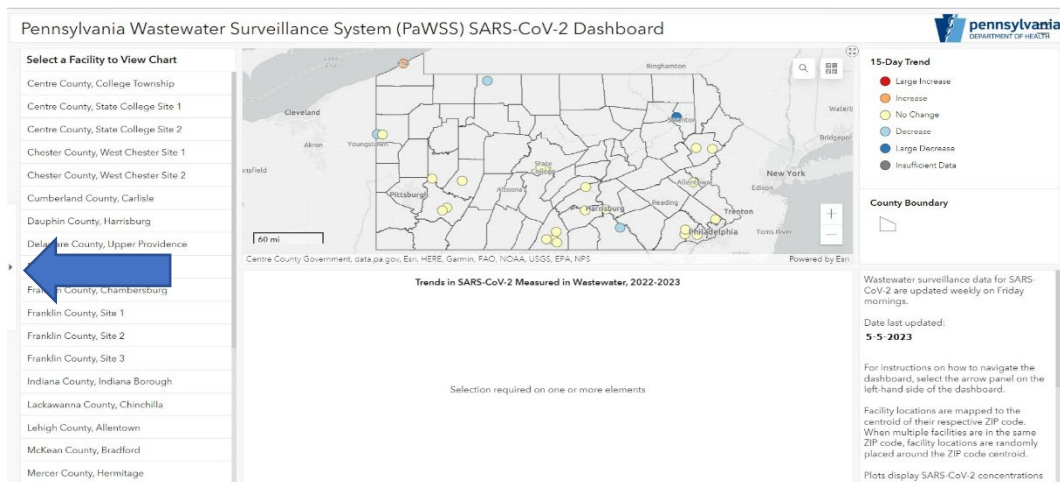 Pennsylvania Wastewater Surveillance System (PaWSS) SARS-CoV-2 Dashboard
pennsylvania
DEPARTMENT OF HEALTH
Select a Facility to View Chart
Centre County, College Township
Centre County, State College Site 1
Centre County, State College Site 2
Chester County, West Chester Site 1
Chester County, West Chester Site 2
Cumberland County, Carlisle
Dauphin County, Harrisburg
Delaware County, Upper Providence
Franklin County, Chambersburg
Franklin County, Site 1
Franklin County, Site 2
Franklin County, Site 3
Indiana County, Indiana Borough
Lackawanna County, Chinchilla
Lehigh County, Allentown
McKean County, Bradford
Mercer County, Hermitage
Binghamton
Cleveland
Akron
Youngstown
Scranton
State
College
New York
Edison
Pittsburgh
Altoona
Allentown
Harrisburg
Reading
Trenton
Philadelphia
Toms River
60 mi
+
−
Centre County Government, data.pa.gov, Esri, HERE, Garmin, FAO, NOAA, USGS, EPA, NPS
Powered by Esri
15-Day Trend
Large Increase
Increase
No Change
Decrease
Large Decrease
Insufficient Data
County Boundary
Trends in SARS-CoV-2 Measured in Wastewater, 2022-2023
Selection required on one or more elements
Wastewater surveillance data for SARS-
CoV-2 are updated weekly on Friday
mornings.
Date last updated:
5-5-2023
For instructions on how to navigate the
dashboard, select the arrow panel on the
left-hand side of the dashboard.
Facility locations are mapped to the
centroid of their respective ZIP code.
When multiple facilities are in the same
ZIP code, facility locations are randomly
placed around the ZIP code centroid.
Plots display SARS-CoV-2 concentrations